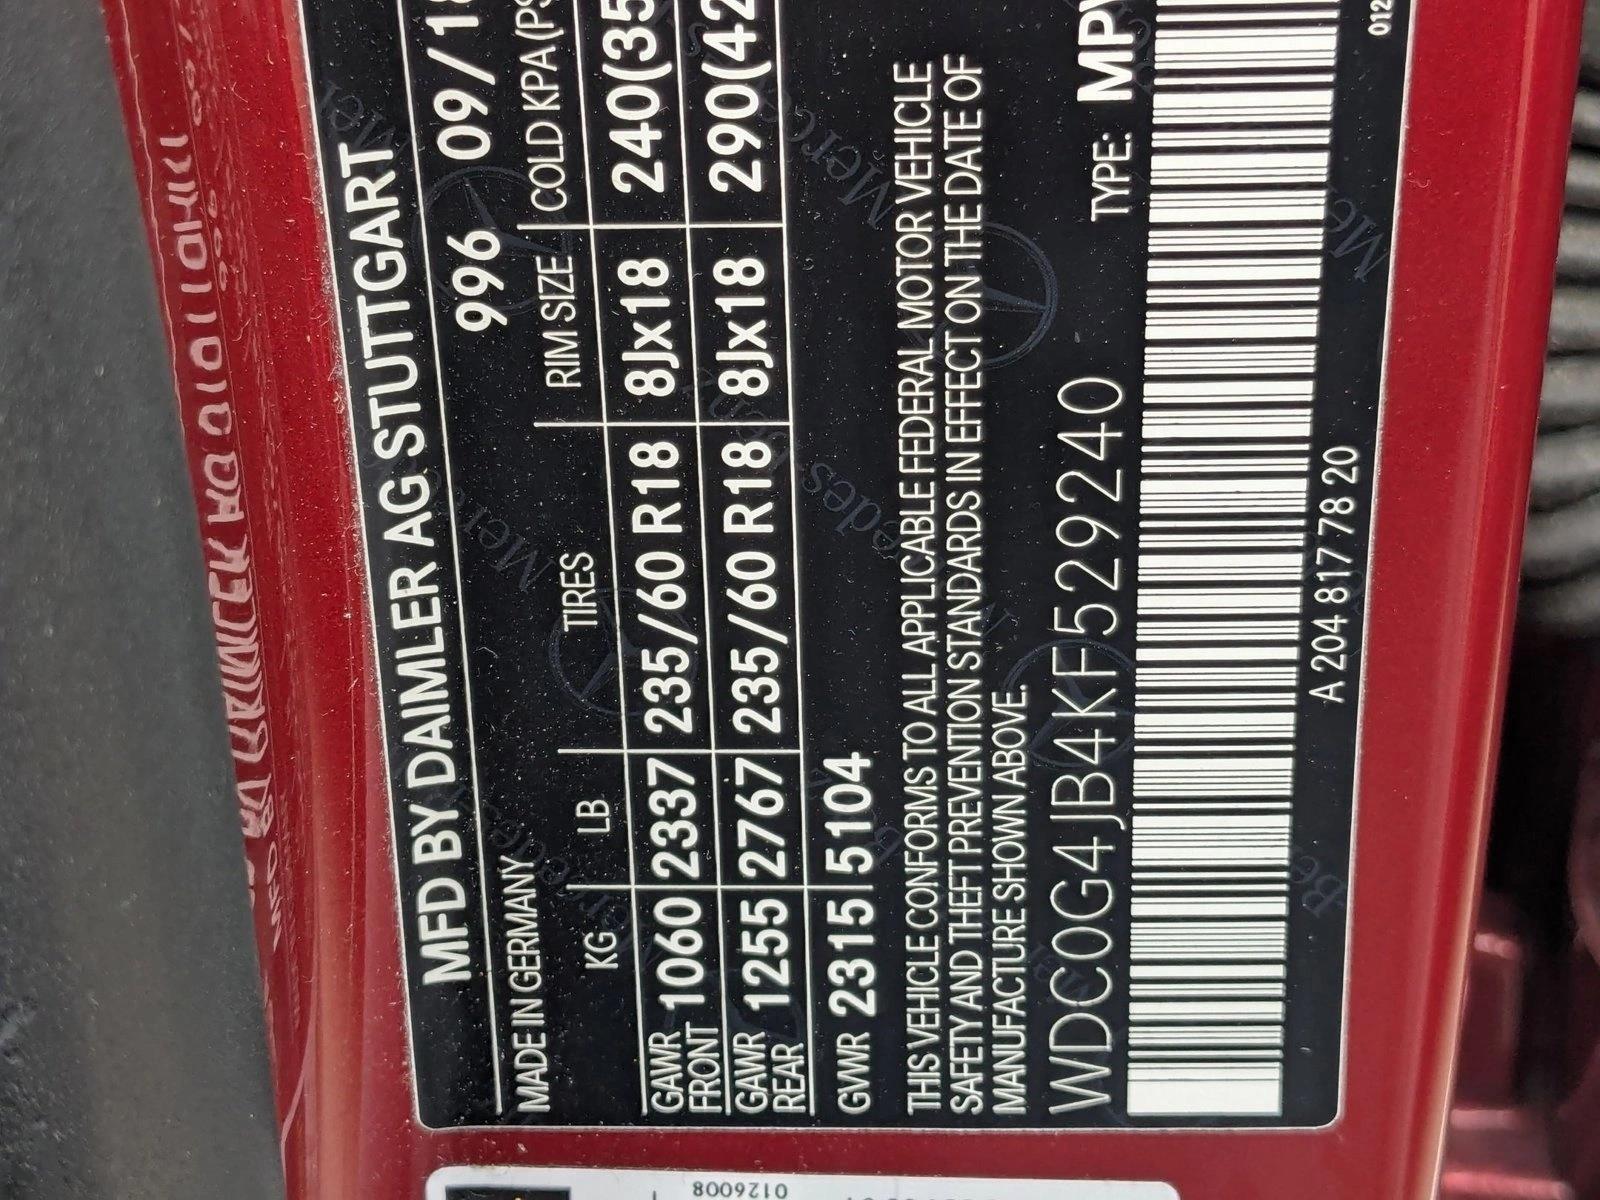 MFD BY DAIMLER AG STUTTGART
996 09/18
MADE IN GERMANY
KG LB TIRES RIM SIZE COLD KPA (PS
GAWR FRONT 1060 2337 235/60 R18 8Jx18 240(35
GAWR REAR 1255 2767 235/60 R18 8Jx18 290(42
GVWR 2315 5104
THIS VEHICLE CONFORMS TO ALL APPLICABLE FEDERAL MOTOR VEHICLE
SAFETY AND THEFT PREVENTION STANDARDS IN EFFECT ON THE DATE OF
MANUFACTURE SHOWN ABOVE.
WDC0G4JB4KF529240 TYPE: MPV
A 204 817 78 20
012
0126008